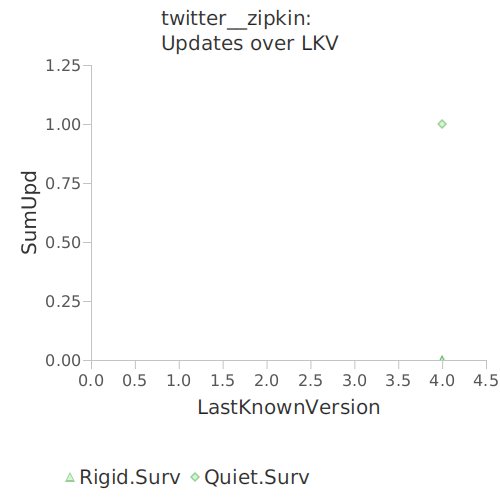 twitter__zipkin:
Updates over LKV
1.25
1.00
0.75
0.50
0.25
0.00
SumUpd
0.0 0.5 1.0 1.5 2.0 2.5 3.0 3.5 4.0 4.5
LastKnownVersion
Rigid.Surv Quiet.Surv